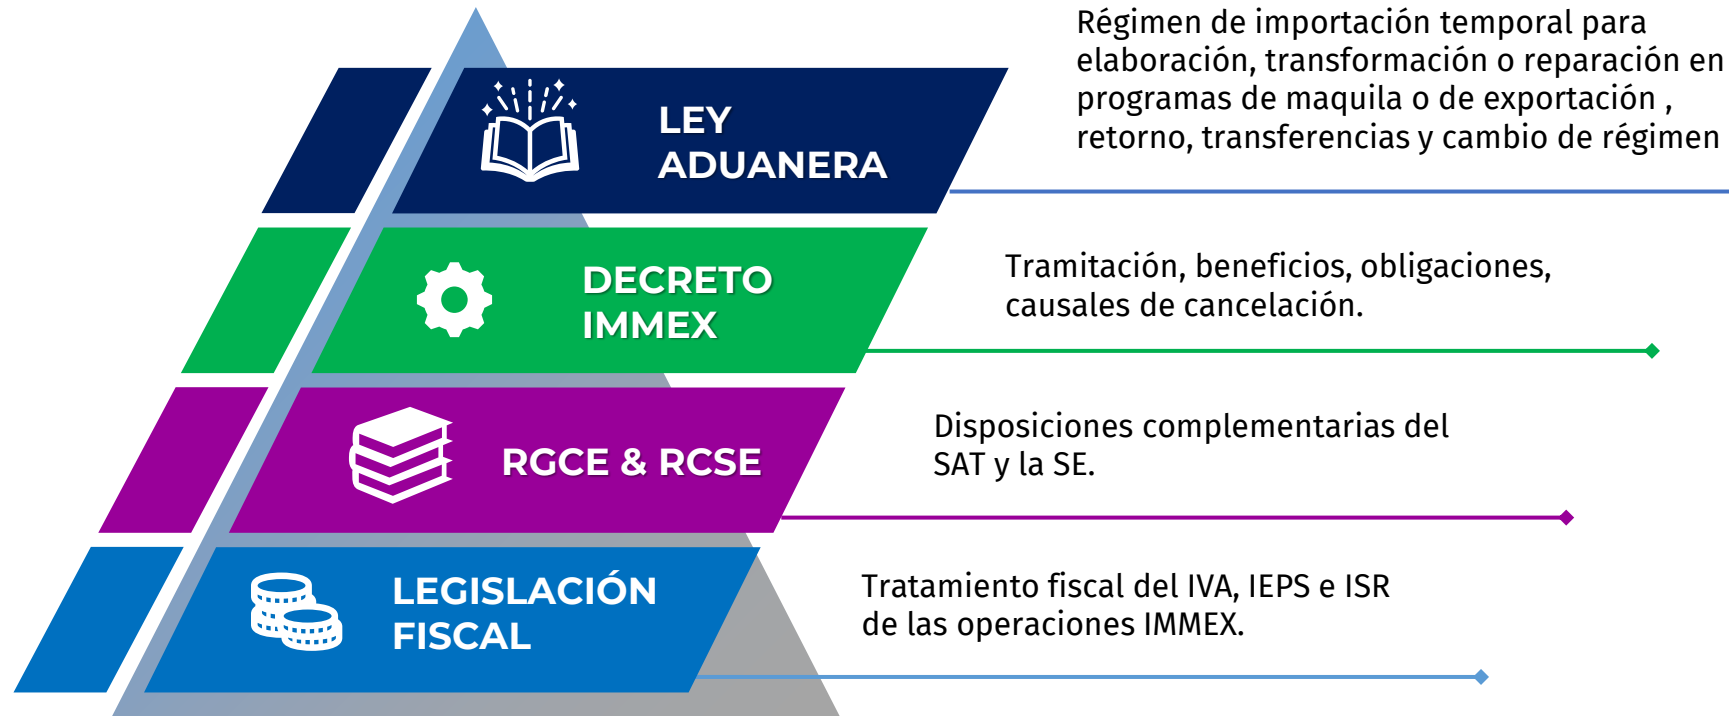 LEY
ADUANERA
Régimen de importación temporal para
elaboración, transformación o reparación en
programas de maquila o de exportación ,
retorno, transferencias y cambio de régimen
DECRETO
IMMEX
Tramitación, beneficios, obligaciones,
causales de cancelación.
RGCE & RCSE
Disposiciones complementarias del
SAT y la SE.
LEGISLACIÓN
FISCAL
Tratamiento fiscal del IVA, IEPS e ISR
de las operaciones IMMEX.